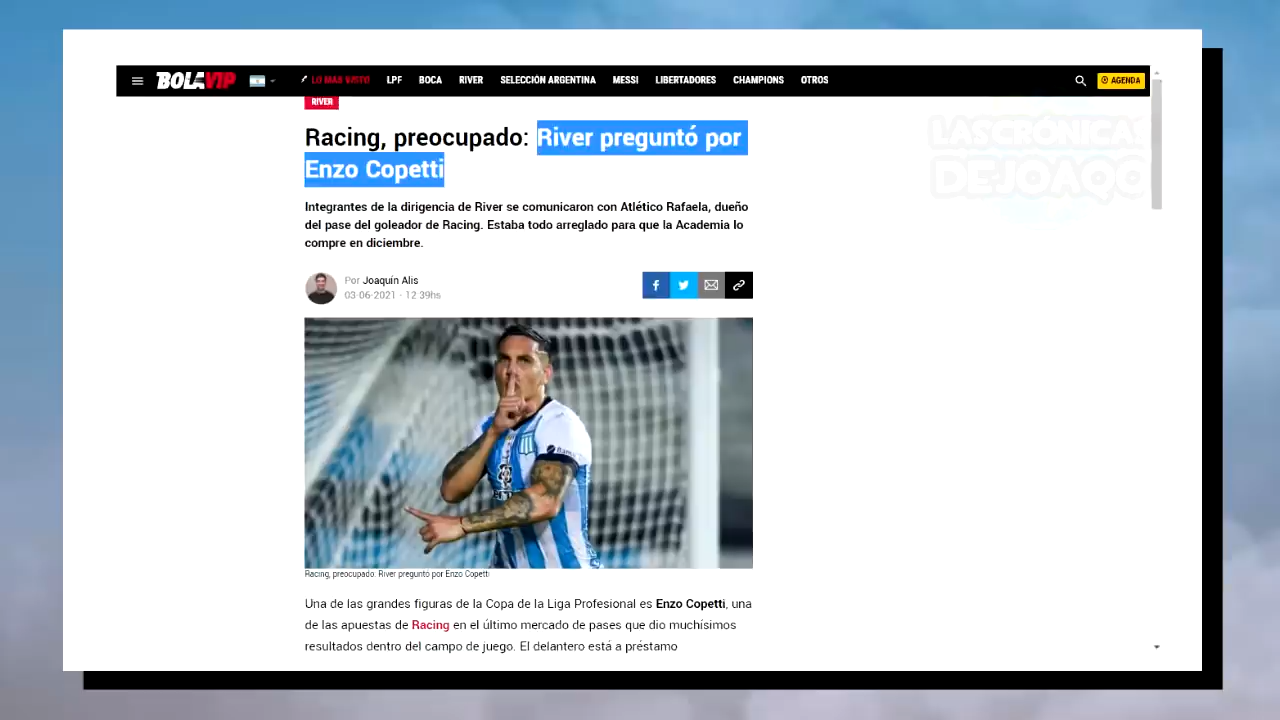 BOLAVIP
LO MÁS VISTO LPF BOCA RIVER SELECCIÓN ARGENTINA MESSI LIBERTADORES CHAMPIONS OTROS AGENDA
RIVER
LASCRÓNICAS
DEJOAQO
Racing, preocupado: River preguntó por
Enzo Copetti
Integrantes de la dirigencia de River se comunicaron con Atlético Rafaela, dueño
del pase del goleador de Racing. Estaba todo arreglado para que la Academia lo
compre en diciembre.
Por Joaquín Alis
03-06-2021 - 12 39hs
Racing, preocupado: River preguntó por Enzo Copetti
Una de las grandes figuras de la Copa de la Liga Profesional es Enzo Copetti, una
de las apuestas de Racing en el último mercado de pases que dio muchísimos
resultados dentro del campo de juego. El delantero está a préstamo